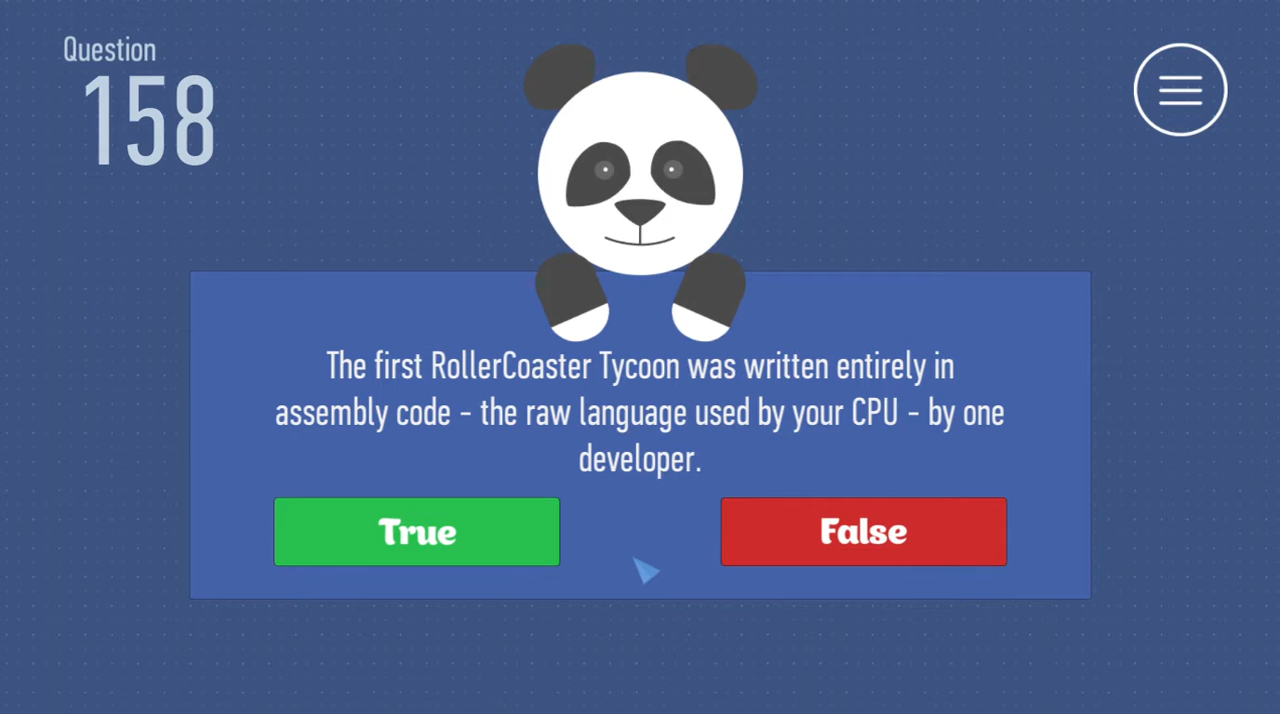 Question
158
The first RollerCoaster Tycoon was written entirely in
assembly code - the raw language used by your CPU - by one
developer.
True
False